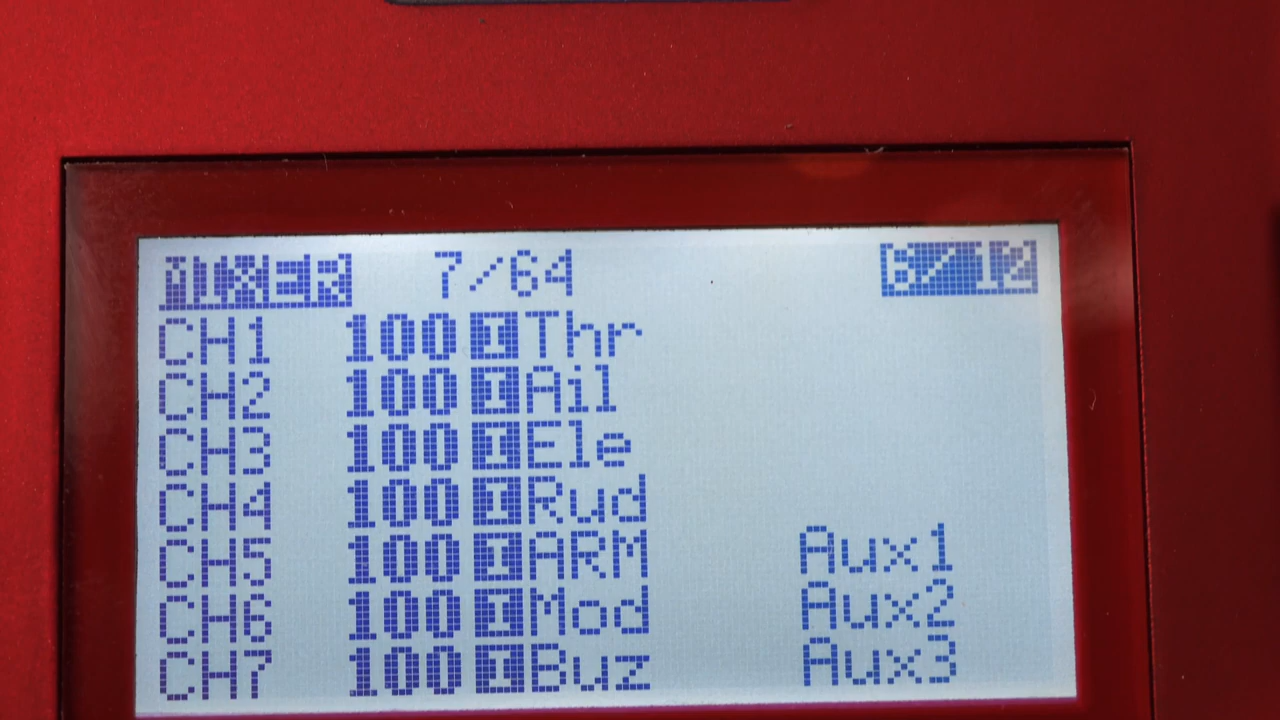 MIXER 7/64 6/12
CH1 100 I Thr
CH2 100 I Ail
CH3 100 I Ele
CH4 100 I Rud
CH5 100 I ARM Aux1
CH6 100 I Mod Aux2
CH7 100 I Buz Aux3